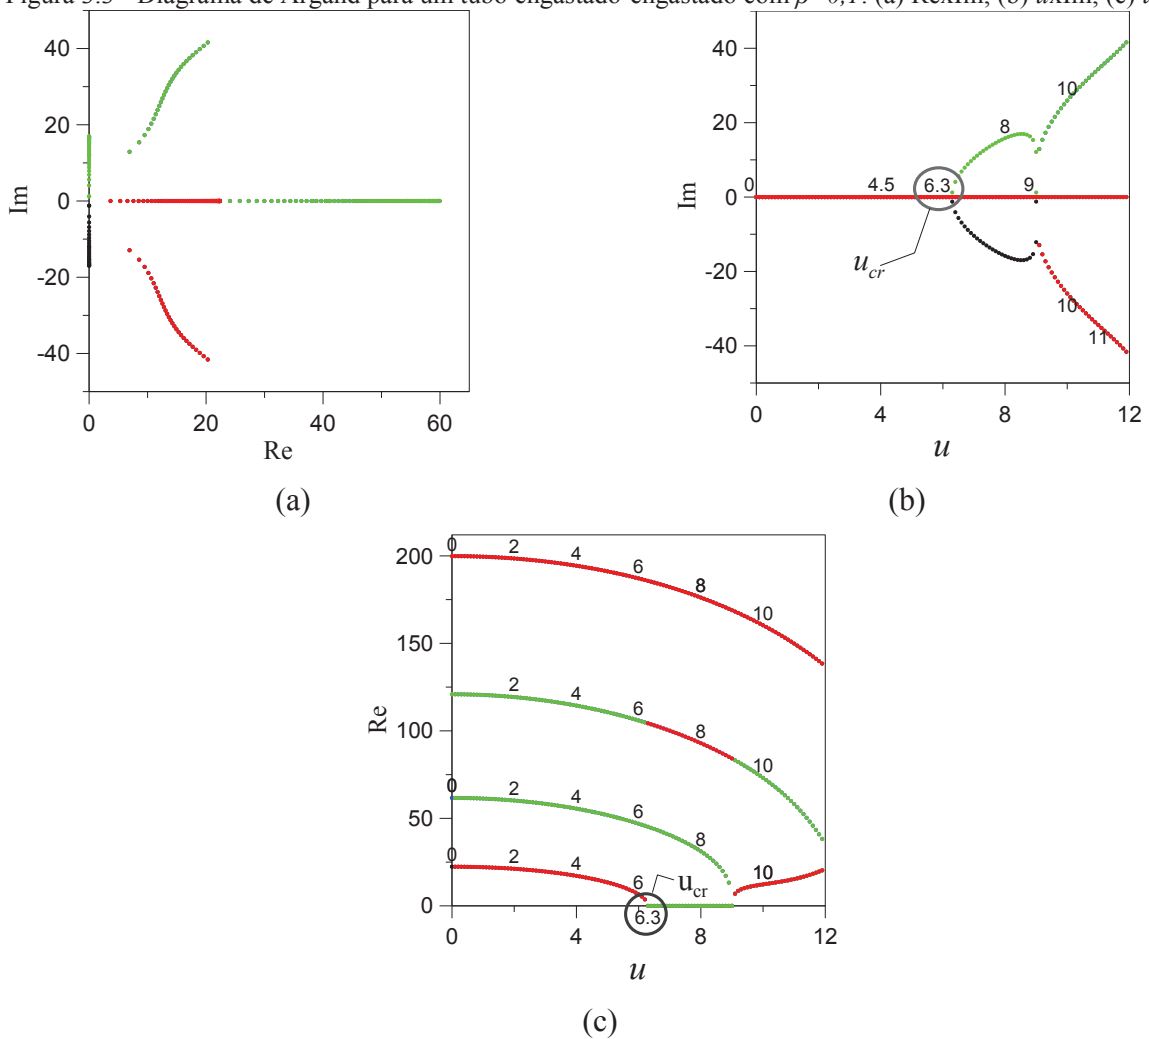 Figura 5.5 - Diagrama de Argand para um tubo engastado-engastado com β=0,1: (a) RexIm; (b) uxIm; (c)
40
20
0
-20
-40
Im
0 20 40 60
Re
(a)
40
20
0
-20
-40
Im
0 4.5 6.3 8 9 10
u_cr
10
11
0 4 8 12
u
(b)
200
150
100
50
0
Re
0 2 4 6 8 10
0 2 4 6 8 10
0 2 4 6 8
0 2 4 6 10
u_cr
6.3
0 4 8 12
u
(c)